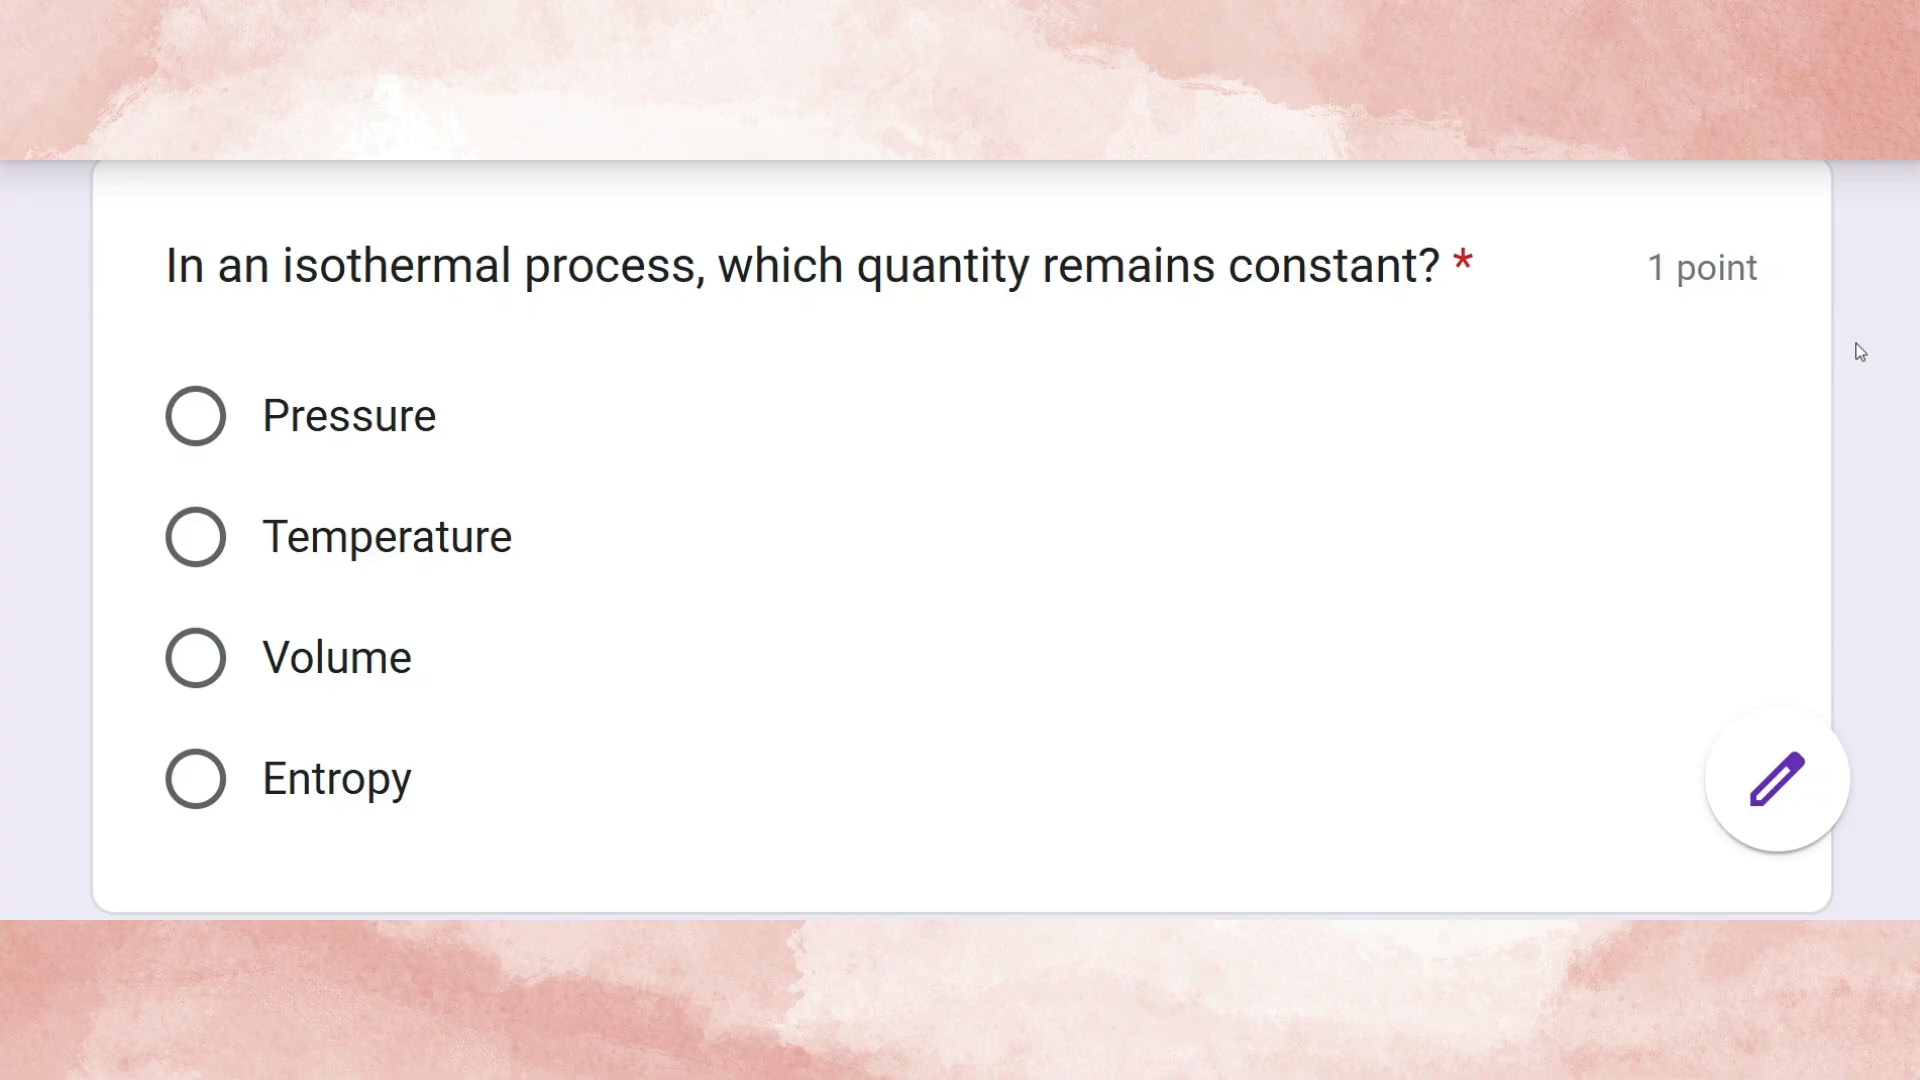 In an isothermal process, which quantity remains constant? *
1 point
Pressure
Temperature
Volume
Entropy